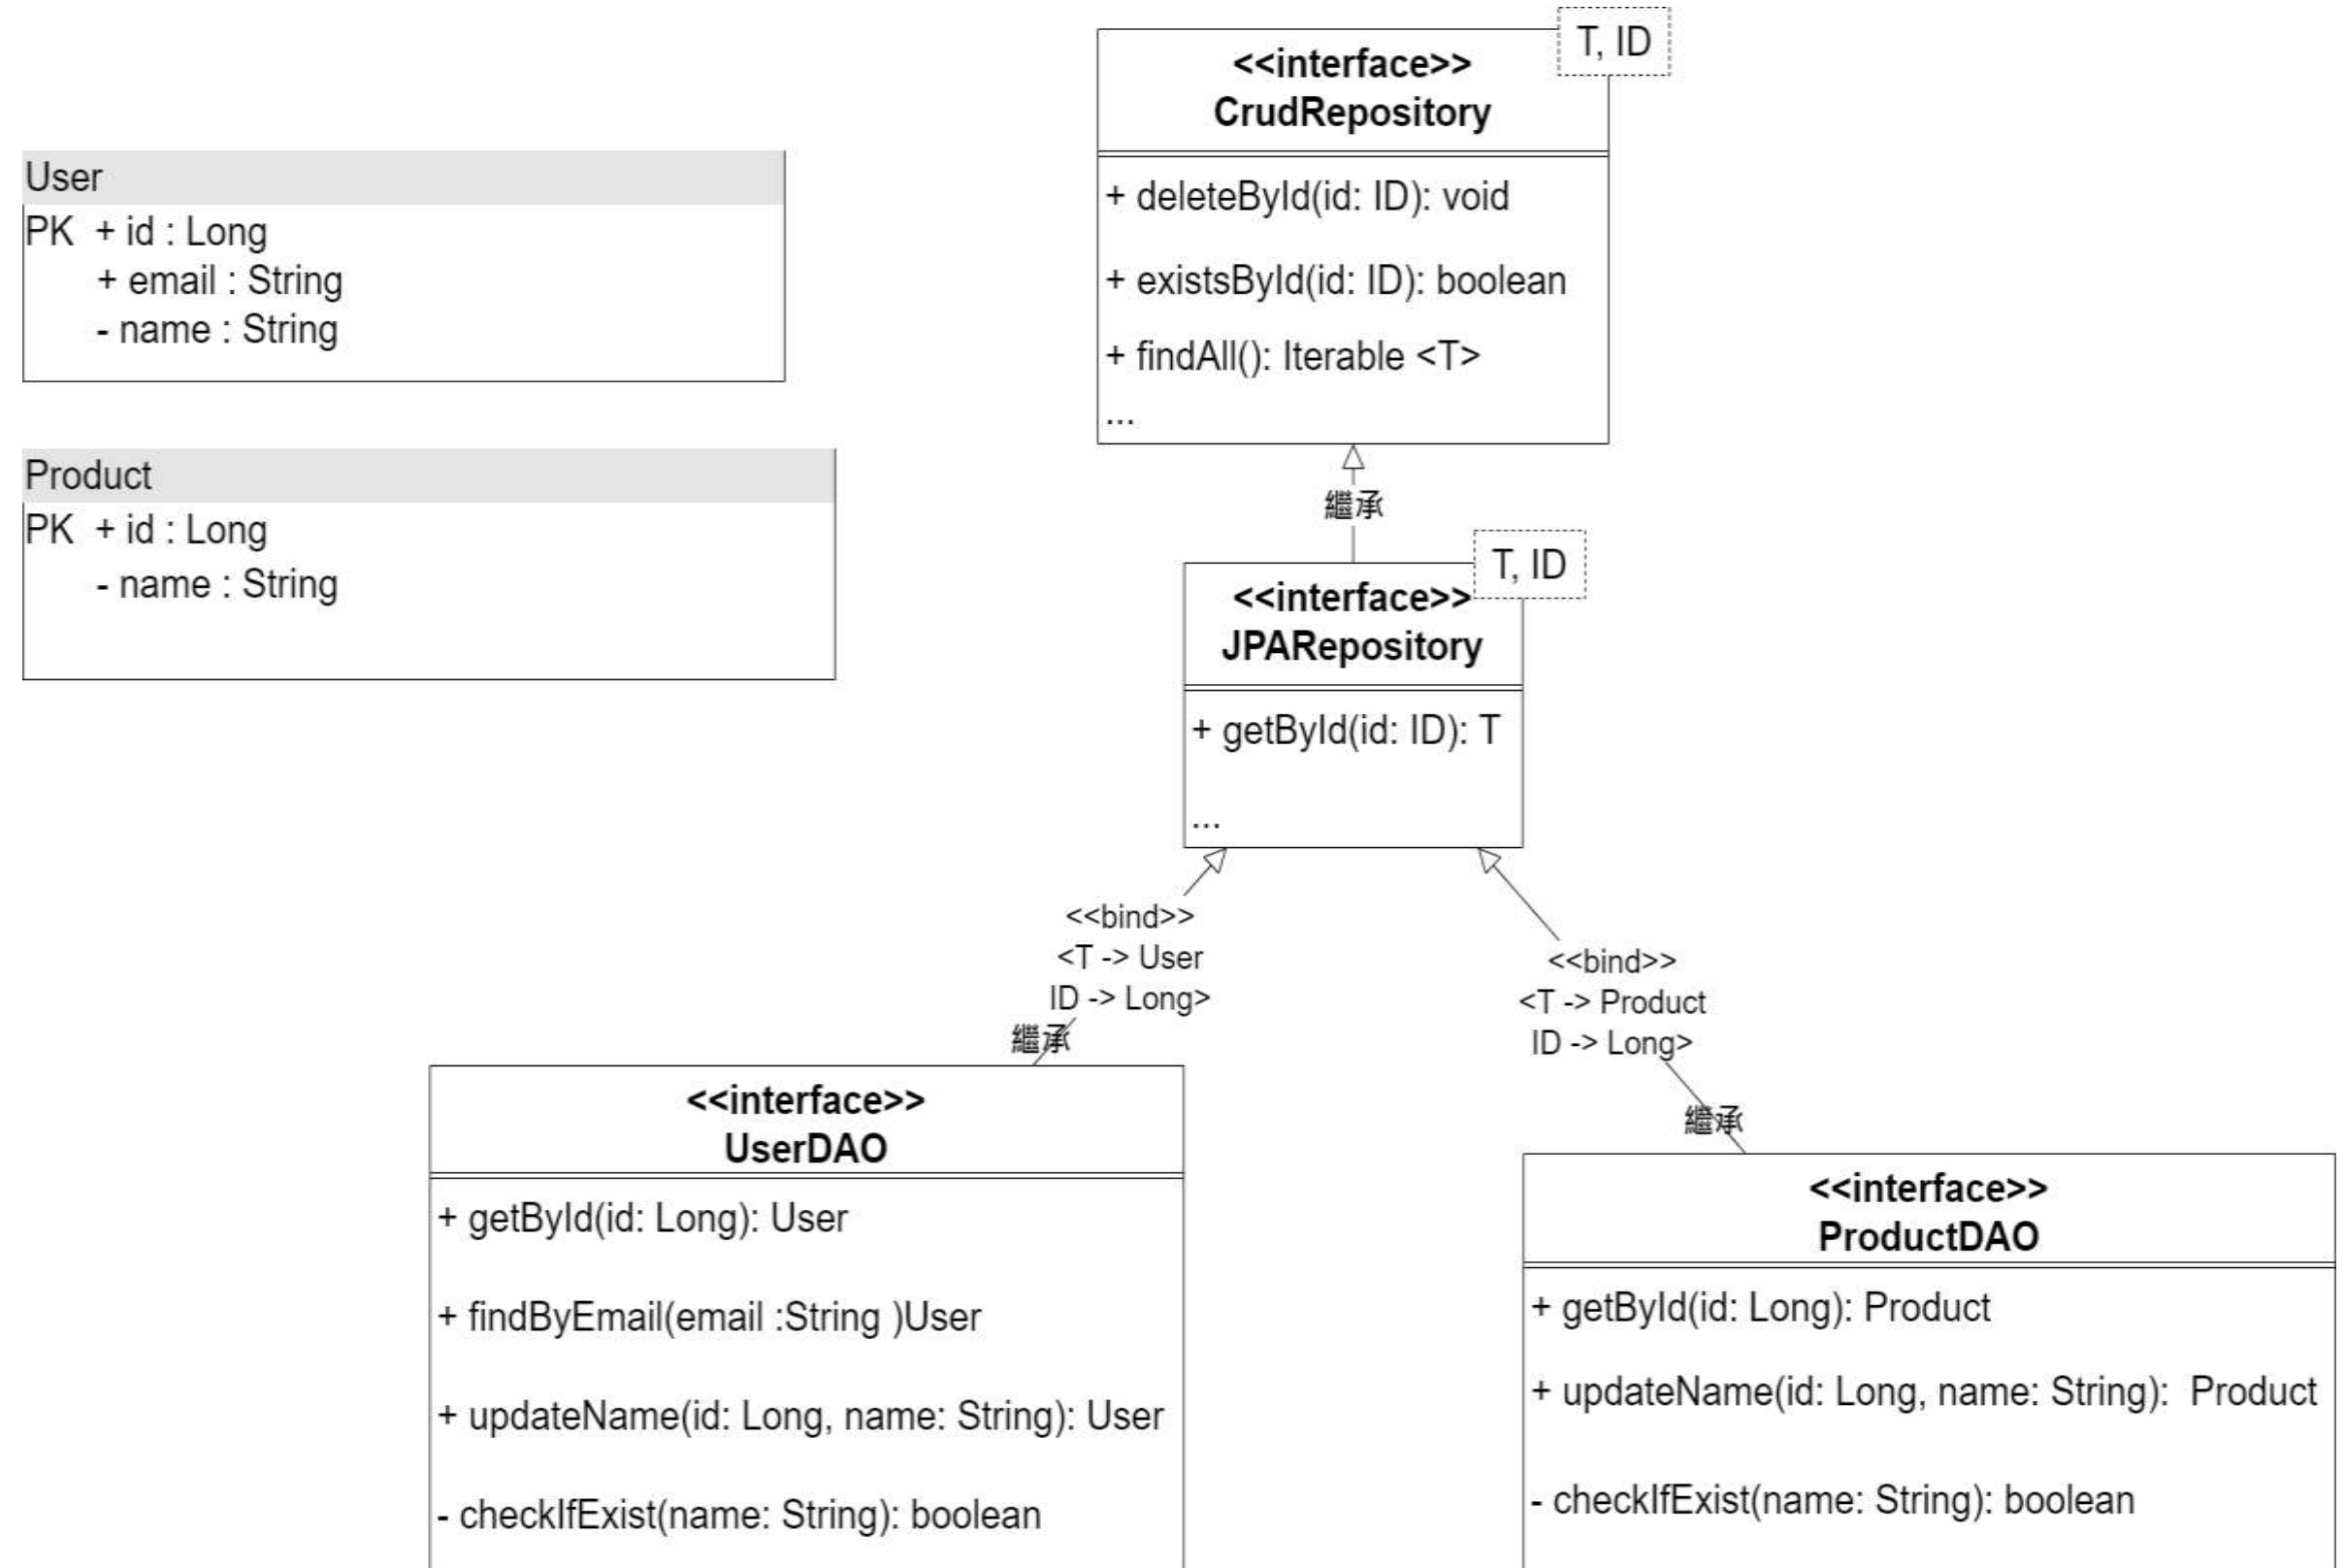 User
PK + id : Long
+ email : String
- name : String
Product
PK + id : Long
- name : String
T, ID
<<interface>>
CrudRepository
+ deleteById(id: ID): void
+ existsById(id: ID): boolean
+ findAll(): Iterable <T>
...
繼承
T, ID
<<interface>>
JPARepository
+ getById(id: ID): T
...
<<bind>>
<T -> User
ID -> Long>
繼承
<<bind>>
<T -> Product
ID -> Long>
繼承
<<interface>>
UserDAO
+ getById(id: Long): User
+ findByEmail(email :String )User
+ updateName(id: Long, name: String): User
- checkIfExist(name: String): boolean
<<interface>>
ProductDAO
+ getById(id: Long): Product
+ updateName(id: Long, name: String):  Product
- checkIfExist(name: String): boolean